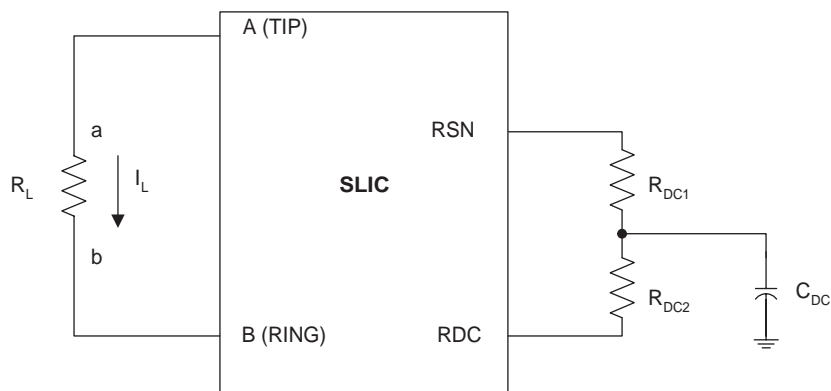 A (TIP)
RSN
a
R_L
I_L
SLIC
R_DC1
b
R_DC2
C_DC
B (RING)
RDC